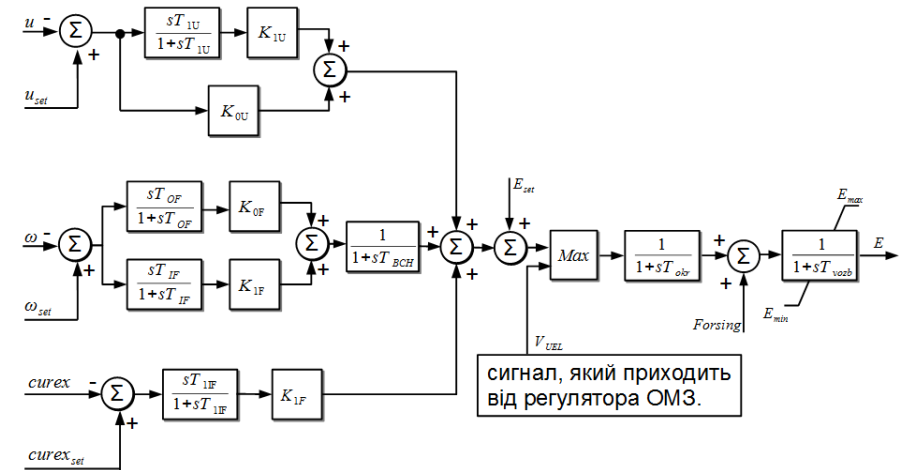 u - Σ +
u_set
sT_1U / 1+sT_1U
K_1U
K_0U
+ Σ +
ω - Σ +
ω_set
sT_OF / 1+sT_OF
K_0F
sT_IF / 1+sT_IF
K_1F
+ Σ +
1 / 1+sT_BCH
curex - Σ +
curex_set
sT_1IF / 1+sT_1IF
K_1F
+ + Σ +
E_set
+ Σ +
V_UEL
Max
1 / 1+sT_okr
+ Σ +
Forsing
E_max
1 / 1+sT_vozb
E_min
E
сигнал, який приходить
від регулятора ОМЗ.